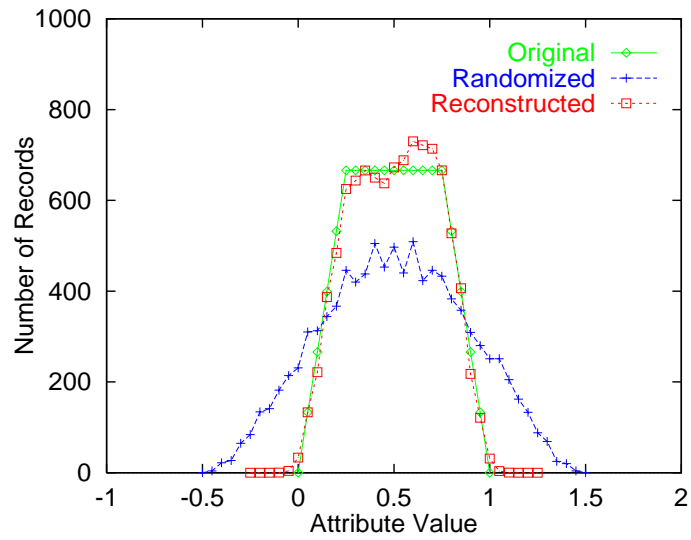 1000
800
600
400
200
0
Number of Records
Original
Randomized
Reconstructed
-1
-0.5
0
0.5
1
1.5
2
Attribute Value